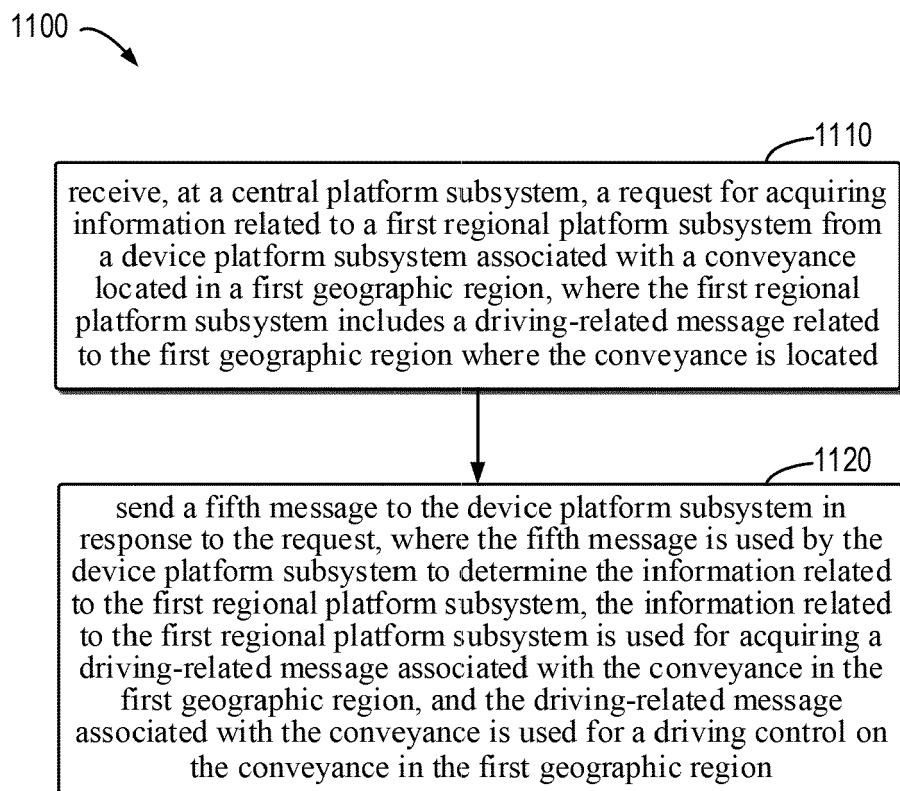 1100
1110
receive, at a central platform subsystem, a request for acquiring
information related to a first regional platform subsystem from
a device platform subsystem associated with a conveyance
located in a first geographic region, where the first regional
platform subsystem includes a driving-related message related
to the first geographic region where the conveyance is located
1120
send a fifth message to the device platform subsystem in
response to the request, where the fifth message is used by the
device platform subsystem to determine the information related
to the first regional platform subsystem, the information related
to the first regional platform subsystem is used for acquiring a
driving-related message associated with the conveyance in the
first geographic region, and the driving-related message
associated with the conveyance is used for a driving control on
the conveyance in the first geographic region